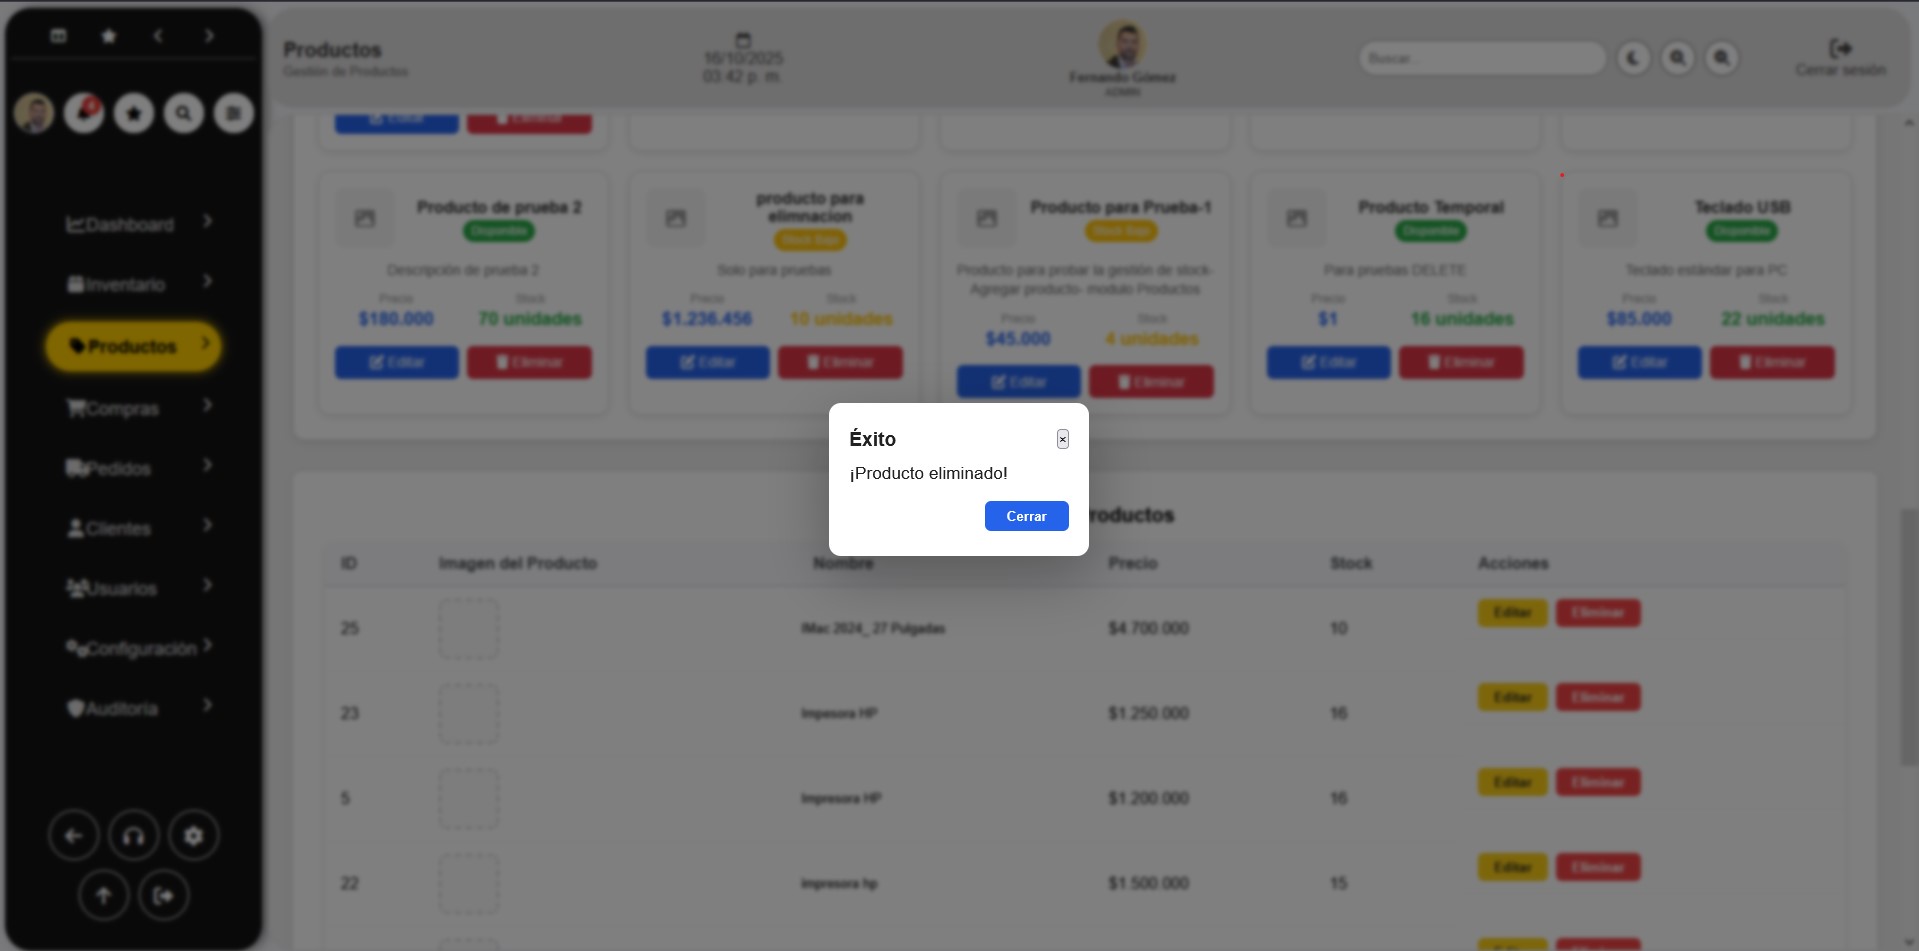 Productos
Gestión de Productos
16/10/2025
03:42 p. m.
Fernando Gómez
ADMIN
Buscar...
Cerrar sesión
4
Dashboard
Inventario
Productos
Compras
Pedidos
Clientes
Usuarios
Configuración
Auditoría
Editar Eliminar
Producto de prueba 2
Disponible
Descripción de prueba 2
Precio Stock
$180.000 70 unidades
Editar Eliminar
producto para
elimnacion
Stock Bajo
Solo para pruebas
Precio Stock
$1.236.456 10 unidades
Editar Eliminar
Producto para Prueba-1
Stock Bajo
Producto para probar la gestión de stock-
Agregar producto- modulo Productos
Precio Stock
$45.000 4 unidades
Editar Eliminar
Producto Temporal
Disponible
Para pruebas DELETE
Precio Stock
$1 16 unidades
Editar Eliminar
Teclado USB
Disponible
Teclado estándar para PC
Precio Stock
$85.000 22 unidades
Editar Eliminar
Éxito ×
¡Producto eliminado!
Cerrar
roductos
ID Imagen del Producto Nombre Precio Stock Acciones
25 IMac 2024_ 27 Pulgadas $4.700.000 10 Editar Eliminar
23 Impesora HP $1.250.000 16 Editar Eliminar
5 Impresora HP $1.200.000 16 Editar Eliminar
22 impresora hp $1.500.000 15 Editar Eliminar